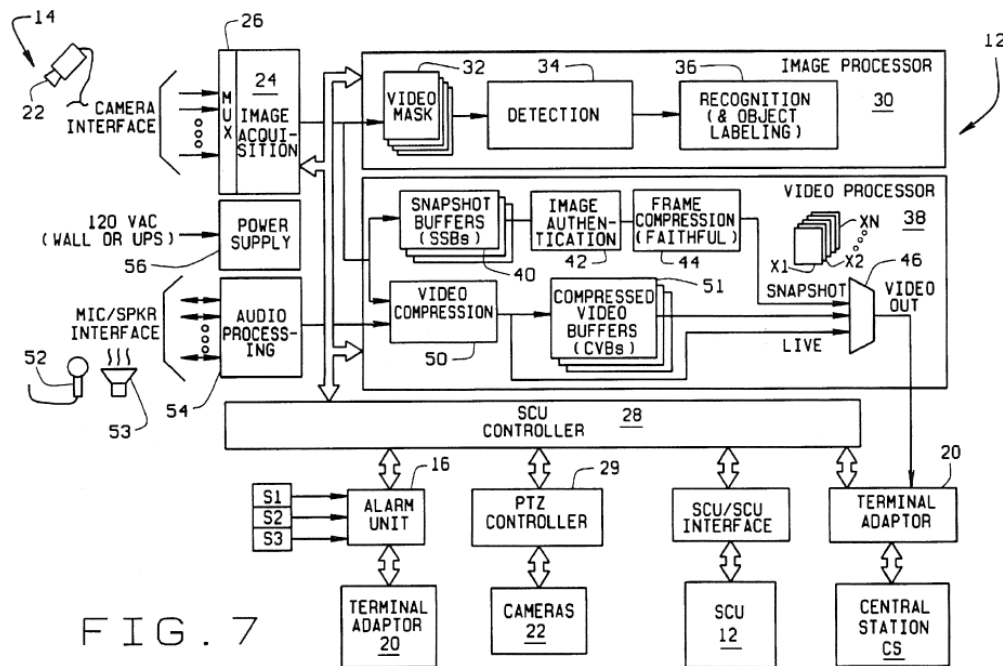 14
22
CAMERA
INTERFACE
26
MUX
24
IMAGE
ACQUI-
SITION
120 VAC
(WALL OR UPS)
56
POWER
SUPPLY
MIC/SPKR
INTERFACE
52
53
54
AUDIO
PROCESS-
ING
12
IMAGE PROCESSOR
30
32
VIDEO
MASK
34
DETECTION
36
RECOGNITION
(& OBJECT
LABELING)
VIDEO PROCESSOR
38
SNAPSHOT
BUFFERS
(SSBs)
40
IMAGE
AUTHEN-
TICATION
42
FRAME
COMPRESSION
(FAITHFUL)
44
X1
X2
XN
46
SNAPSHOT
VIDEO
OUT
LIVE
VIDEO
COMPRESSION
50
51
COMPRESSED
VIDEO
BUFFERS
(CVBs)
SCU
CONTROLLER
28
S1
S2
S3
16
ALARM
UNIT
29
PTZ
CONTROLLER
SCU/SCU
INTERFACE
20
TERMINAL
ADAPTOR
TERMINAL
ADAPTOR
20
CAMERAS
22
SCU
12
CENTRAL
STATION
CS
FIG. 7